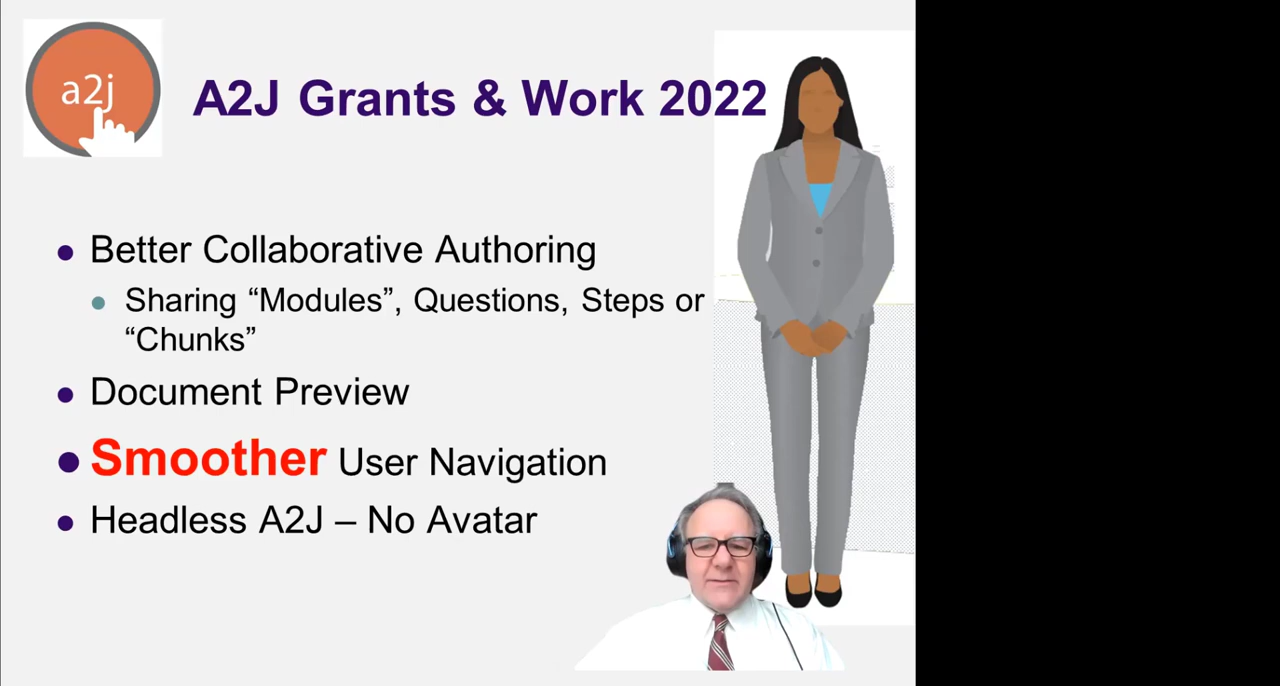 a2j
A2J Grants & Work 2022
Better Collaborative Authoring
Sharing “Modules”, Questions, Steps or
“Chunks”
Document Preview
Smoother User Navigation
Headless A2J – No Avatar